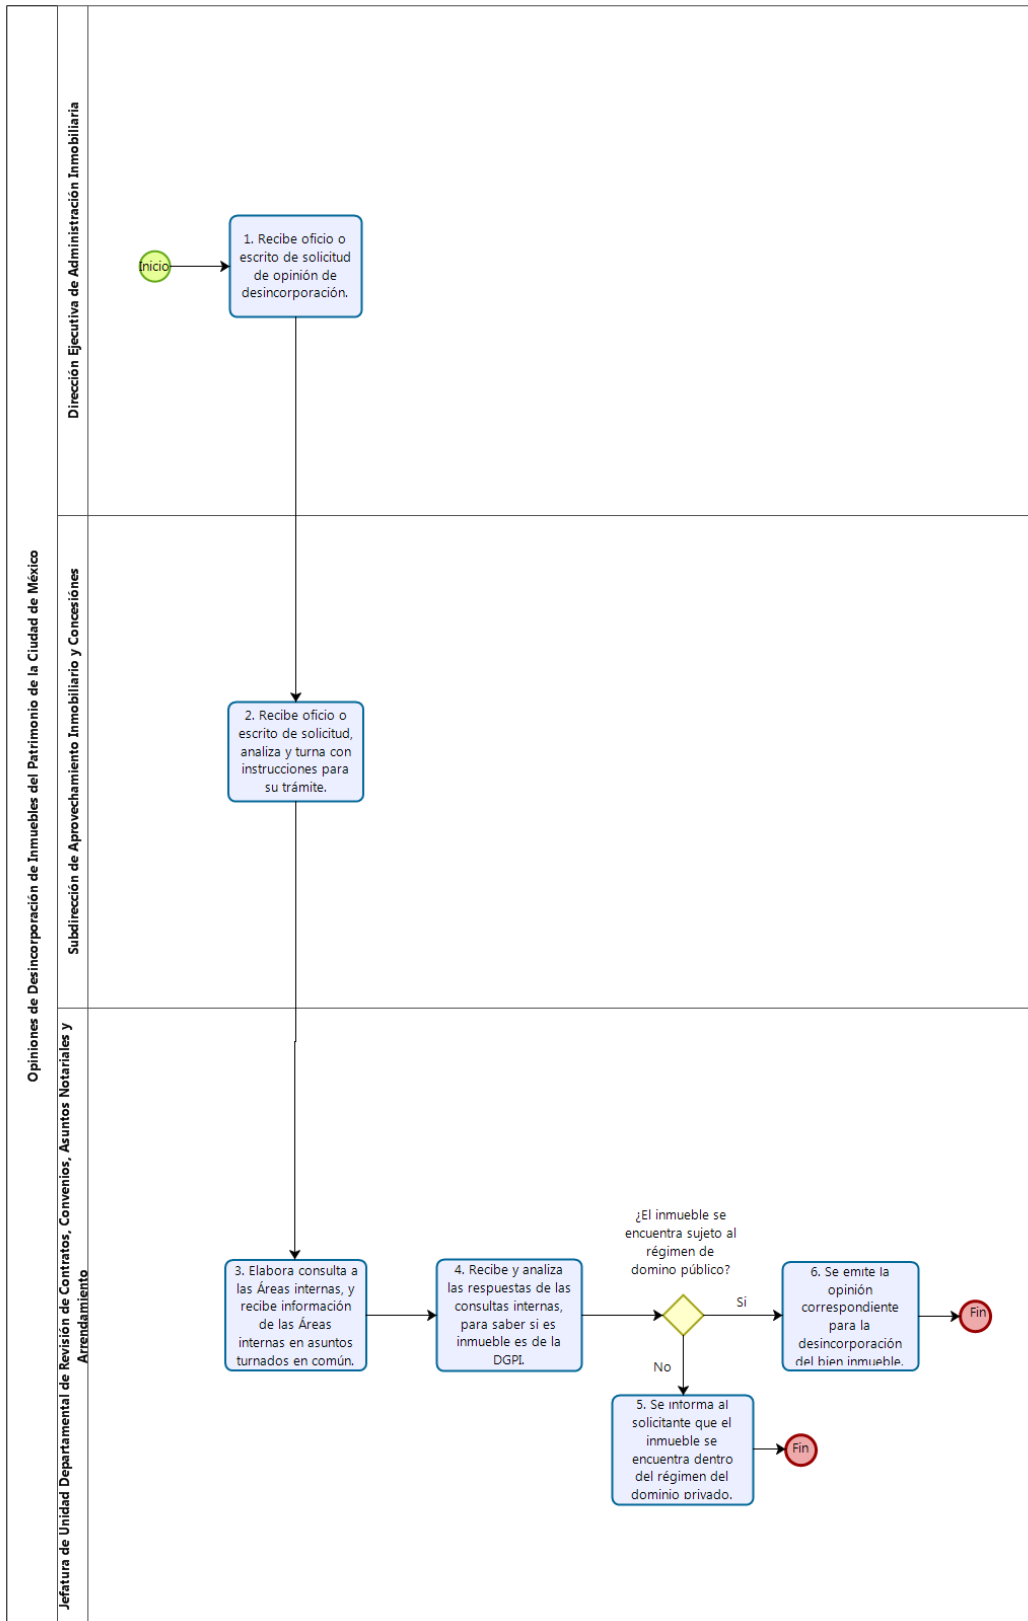 Opiniones de Desincorporación de Inmuebles del Patrimonio de la Ciudad de México
Dirección Ejecutiva de Administración Inmobiliaria
Inicio
1. Recibe oficio o
escrito de solicitud
de opinión de
desincorporación.
Subdirección de Aprovechamiento Inmobiliario y Concesiónes
2. Recibe oficio o
escrito de solicitud,
analiza y turna con
instrucciones para
su trámite.
Jefatura de Unidad Departamental de Revisión de Contratos, Convenios, Asuntos Notariales y
Arrendamiento
3. Elabora consulta a
las Áreas internas, y
recibe información
de las Áreas
internas en asuntos
turnados en común.
4. Recibe y analiza
las respuestas de las
consultas internas,
para saber si es
inmueble es de la
DGPI.
¿El inmueble se
encuentra sujeto al
régimen de
domino público?
Si
No
6. Se emite la
opinión
correspondiente
para la
desincorporación
del bien inmueble.
Fin
5. Se informa al
solicitante que el
inmueble se
encuentra dentro
del régimen del
dominio privado.
Fin